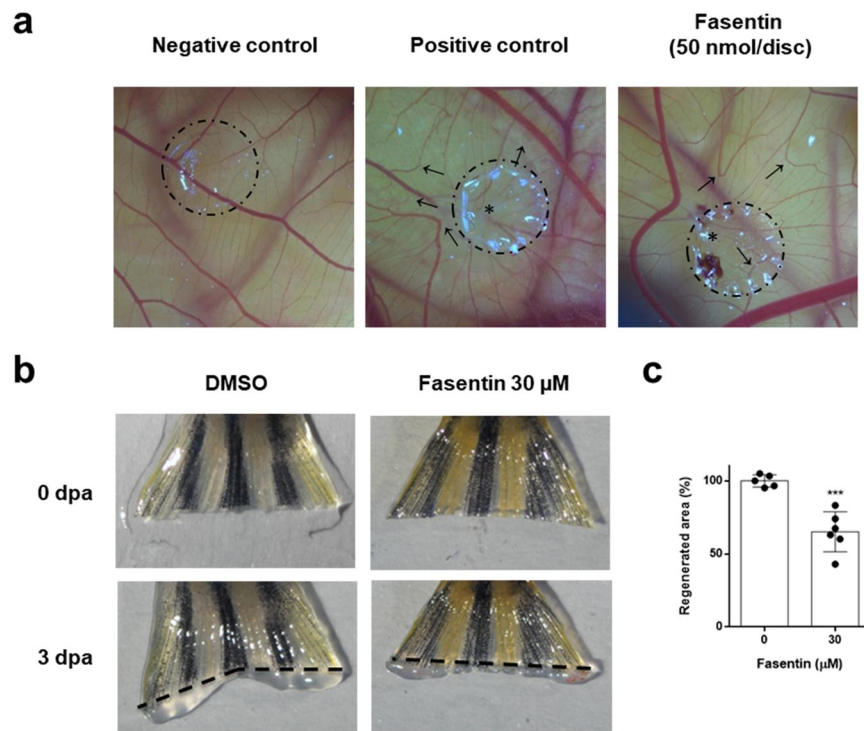 a
Negative control
Positive control
Fasentin
(50 nmol/disc)
*
*
b
DMSO
Fasentin 30 µM
0 dpa
3 dpa
c
Regenerated area (%)
100
50
0
***
0
30
Fasentin (µM)